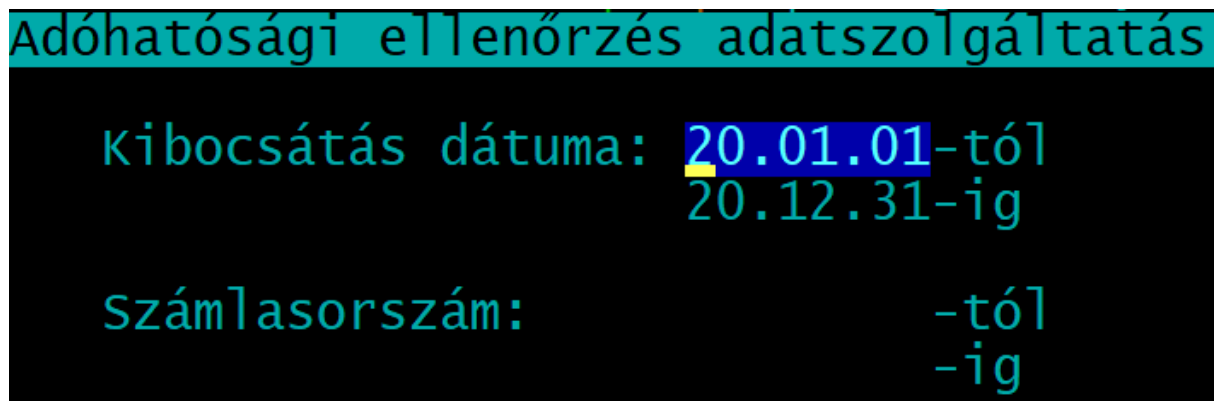 Adóhatósági ellenőrzés adatszolgáltatás
Kibocsátás dátuma: 20.01.01-tól
20.12.31-ig
Számlasorszám: -tól
-ig